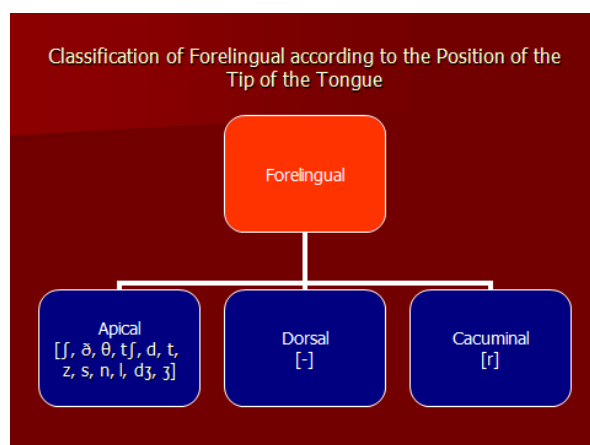 Classification of Forelingual according to the Position of the
Tip of the Tongue
Forelingual
Apical
[ʃ, ð, θ, tʃ, d, t,
z, s, n, l, dʒ, ʒ]
Dorsal
[-]
Cacuminal
[r]